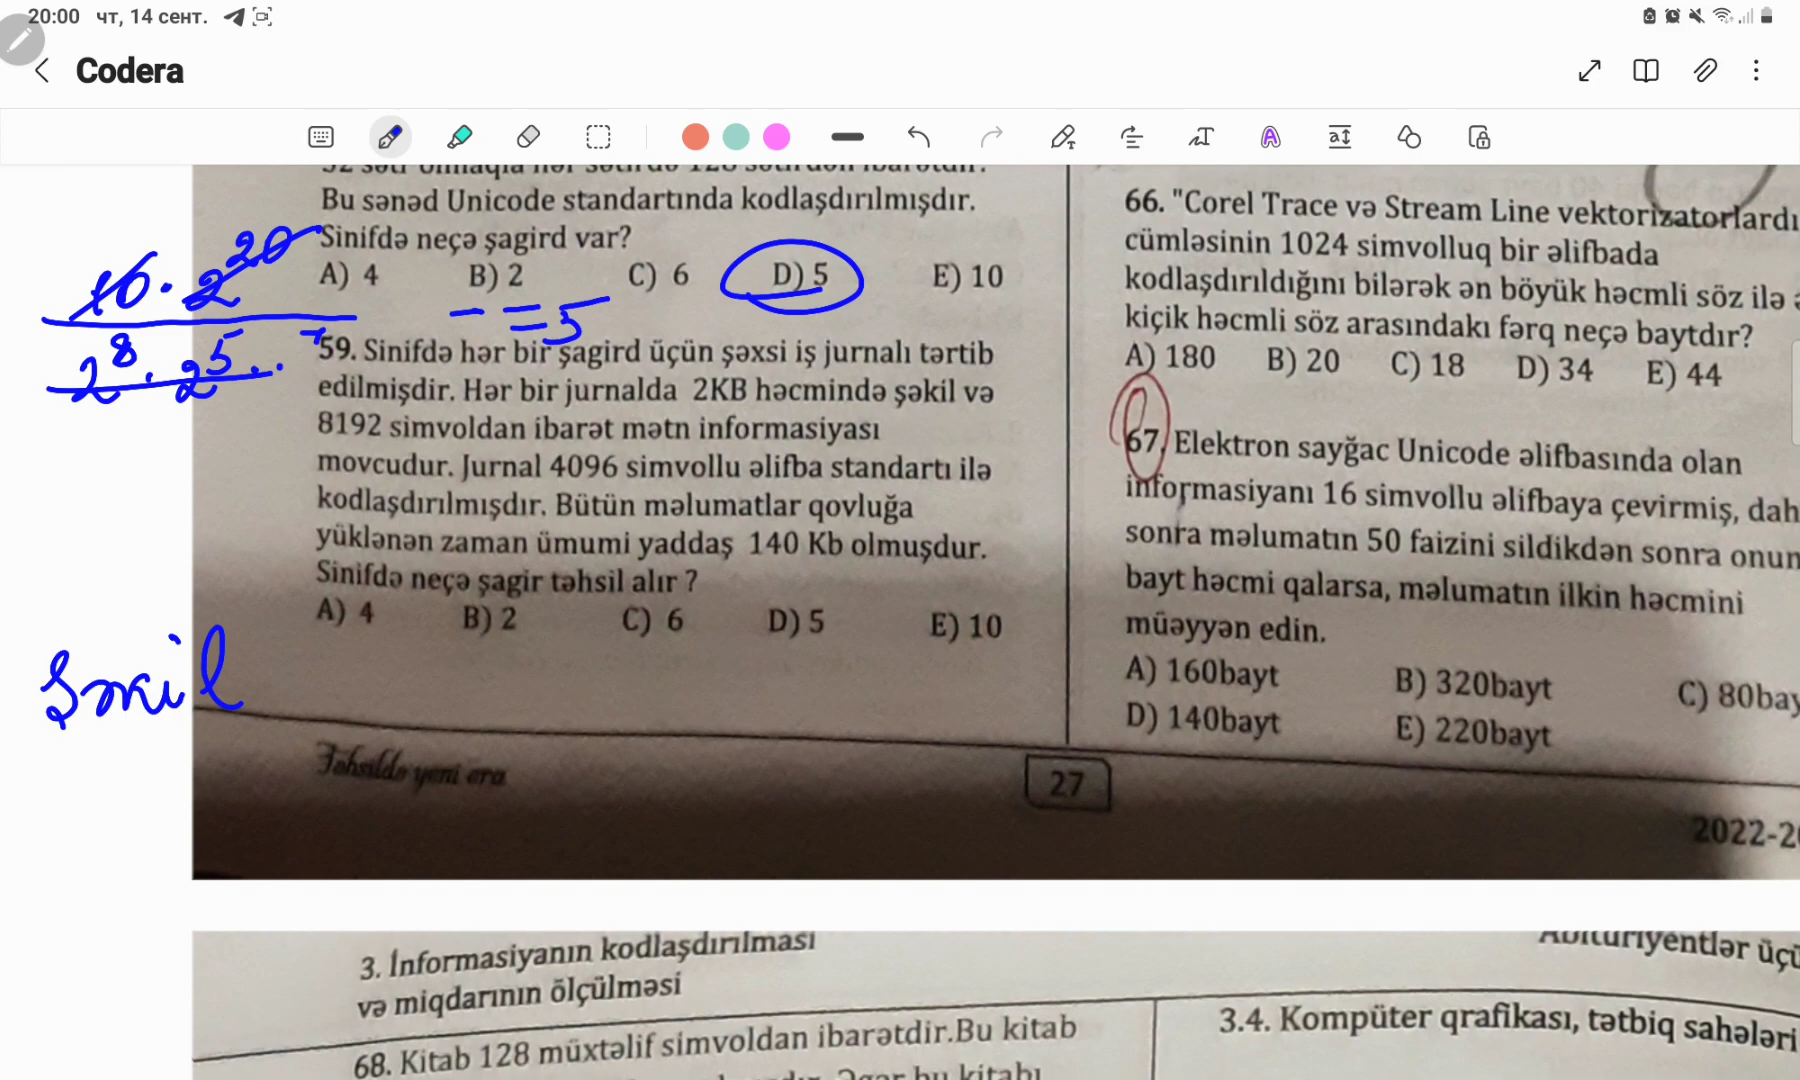 20:00 чт, 14 сент.
Codera
Bu sənəd Unicode standartında kodlaşdırılmışdır.
Sinifdə neçə şagird var?
A) 4 B) 2 C) 6 D) 5 E) 10
16 · 2²⁰
2⁸ · 2⁵ ..
= 5
59. Sinifdə hər bir şagird üçün şəxsi iş jurnalı tərtib
edilmişdir. Hər bir jurnalda 2KB həcmində şəkil və
8192 simvoldan ibarət mətn informasiyası
movcudur. Jurnal 4096 simvollu əlifba standartı ilə
kodlaşdırılmışdır. Bütün məlumatlar qovluğa
yüklənən zaman ümumi yaddaş 140 Kb olmuşdur.
Sinifdə neçə şagir təhsil alır ?
A) 4 B) 2 C) 6 D) 5 E) 10
Şəkil
Təhsildə yeni era
27
66. "Corel Trace və Stream Line vektorizatorlardı
cümləsinin 1024 simvolluq bir əlifbada
kodlaşdırıldığını bilərək ən böyük həcmli söz ilə ə
kiçik həcmli söz arasındakı fərq neçə baytdır?
A) 180 B) 20 C) 18 D) 34 E) 44
67. Elektron sayğac Unicode əlifbasında olan
informasiyanı 16 simvollu əlifbaya çevirmiş, dah
sonra məlumatın 50 faizini sildikdən sonra onun
bayt həcmi qalarsa, məlumatın ilkin həcmini
müəyyən edin.
A) 160bayt B) 320bayt C) 80bay
D) 140bayt E) 220bayt
2022-2
3. İnformasiyanın kodlaşdırılması
və miqdarının ölçülməsi
Abituriyentlər üçü
68. Kitab 128 müxtəlif simvoldan ibarətdir.Bu kitab
bu kitabı
3.4. Kompüter qrafikası, tətbiq sahələri